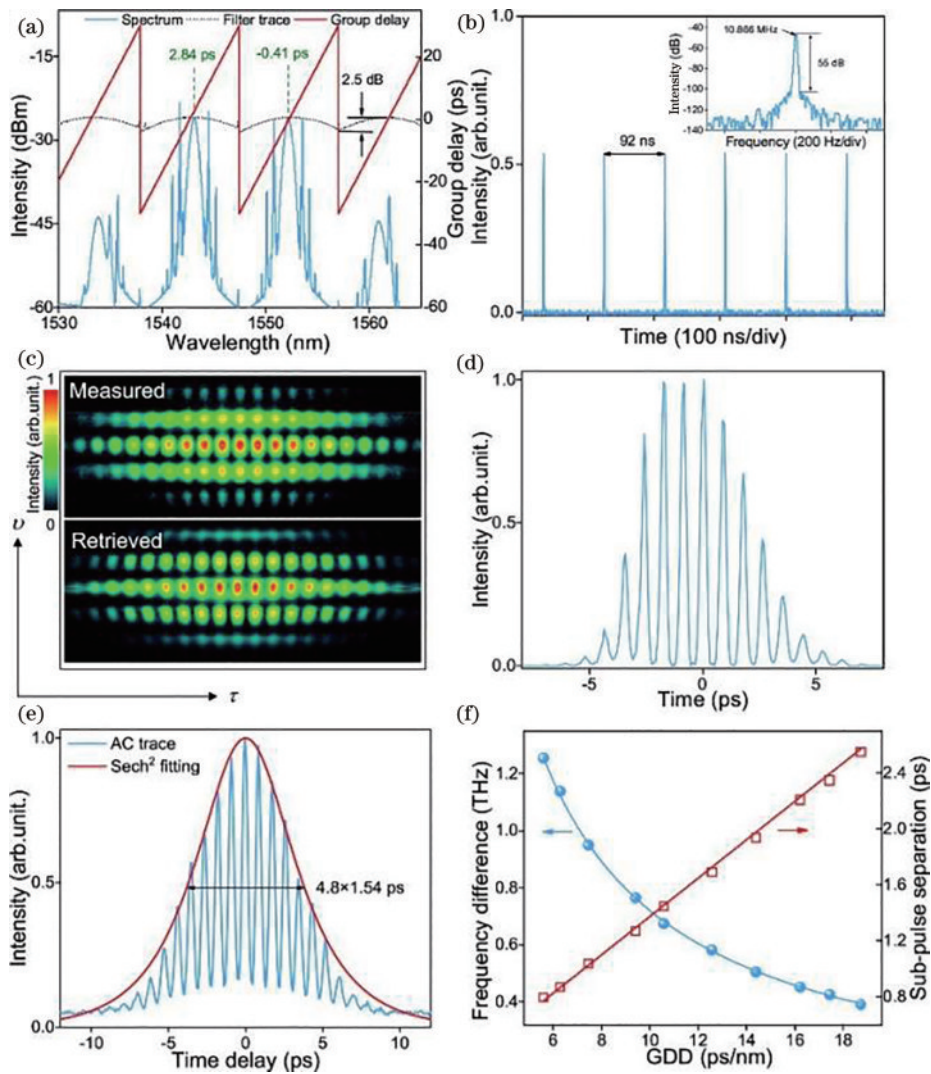 (a)
Spectrum
Filter trace
Group delay
2.84 ps
-0.41 ps
2.5 dB
-15
-30
-45
-60
Intensity (dBm)
20
0
-20
-40
-60
Group delay (ps)
1530
1540
1550
1560
Wavelength (nm)
(b)
10.866 MHz
55 dB
-40
-60
-80
-100
-120
-140
Intensity (dB)
Frequency (200 Hz/div)
92 ns
1.0
0.5
0.0
Intensity (arb.unit.)
Time (100 ns/div)
(c)
1
0
Intensity (arb.unit.)
Measured
Retrieved
υ
τ
(d)
1.0
0.5
0.0
Intensity (arb.unit.)
-5
0
5
Time (ps)
(e)
AC trace
Sech² fitting
4.8×1.54 ps
1.0
0.5
0.0
Intensity (arb.unit.)
-10
-5
0
5
10
Time delay (ps)
(f)
1.2
1.0
0.8
0.6
0.4
Frequency difference (THz)
2.4
2.0
1.6
1.2
0.8
Sub-pulse separation (ps)
6
8
10
12
14
16
18
GDD (ps/nm)